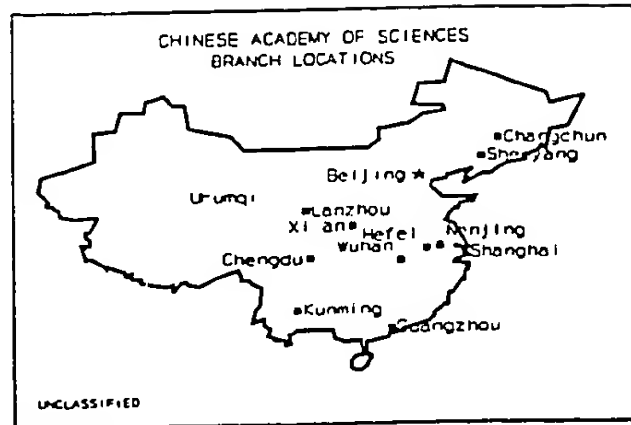 CHINESE ACADEMY OF SCIENCES
BRANCH LOCATIONS
Changchun
Shenyang
Beijing
Urumqi
Lanzhou
Xi an
Hefei
Nanjing
Wuhan
Shanghai
Chengdu
Kunming
Guangzhou
UNCLASSIFIED